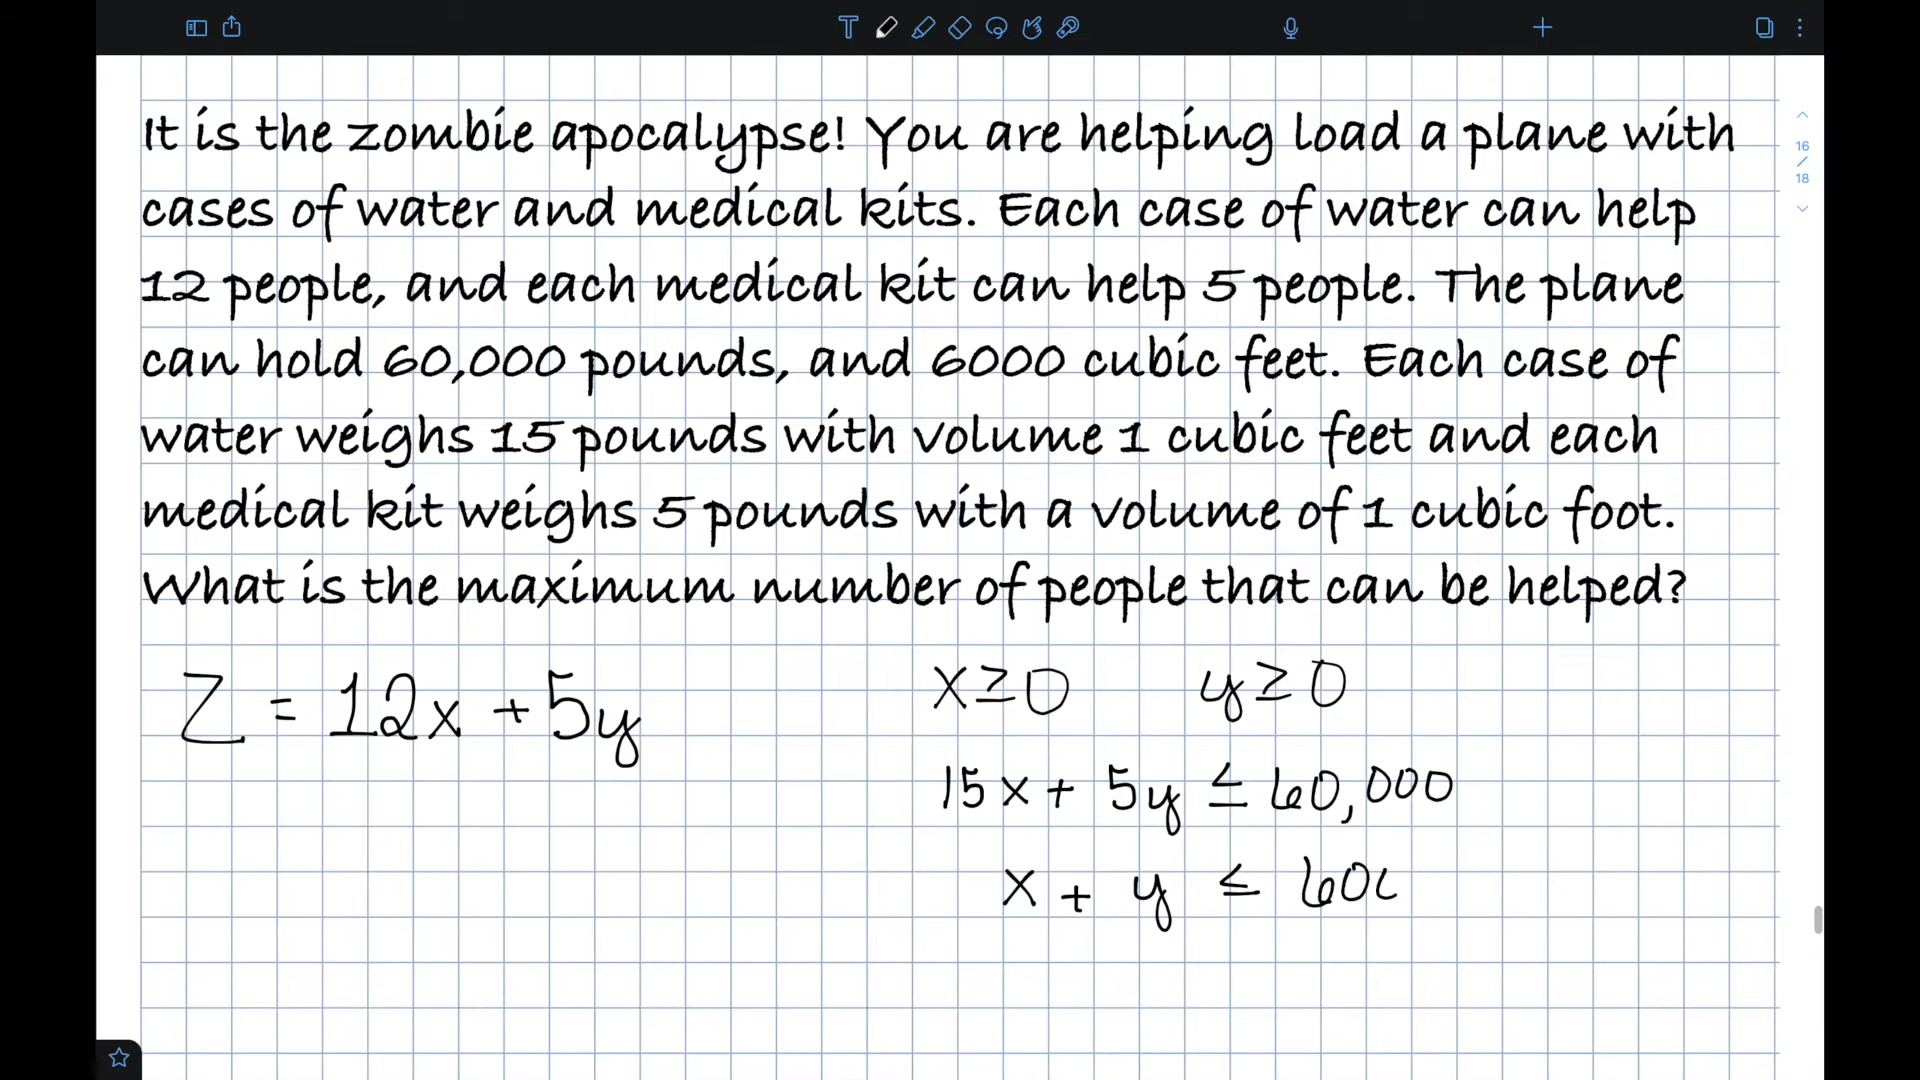 It is the zombie apocalypse! You are helping load a plane with
cases of water and medical kits. Each case of water can help
12 people, and each medical kit can help 5 people. The plane
can hold 60,000 pounds, and 6000 cubic feet. Each case of
water weighs 15 pounds with volume 1 cubic feet and each
medical kit weighs 5 pounds with a volume of 1 cubic foot.
What is the maximum number of people that can be helped?
Z = 12x + 5y
x ≥ 0 y ≥ 0
15x + 5y ≤ 60,000
x + y ≤ 60
16
/
18